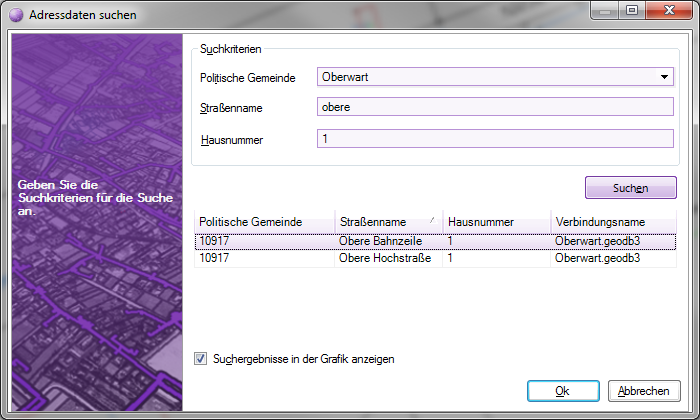 Adressdaten suchen
Geben Sie die
Suchkriterien für die Suche
an.
Suchkriterien
Politische Gemeinde Oberwart
Straßenname obere
Hausnummer 1
Suchen
Politische Gemeinde Straßenname Hausnummer Verbindungsname
10917 Obere Bahnzeile 1 Oberwart.geodb3
10917 Obere Hochstraße 1 Oberwart.geodb3
Suchergebnisse in der Grafik anzeigen
Ok Abbrechen